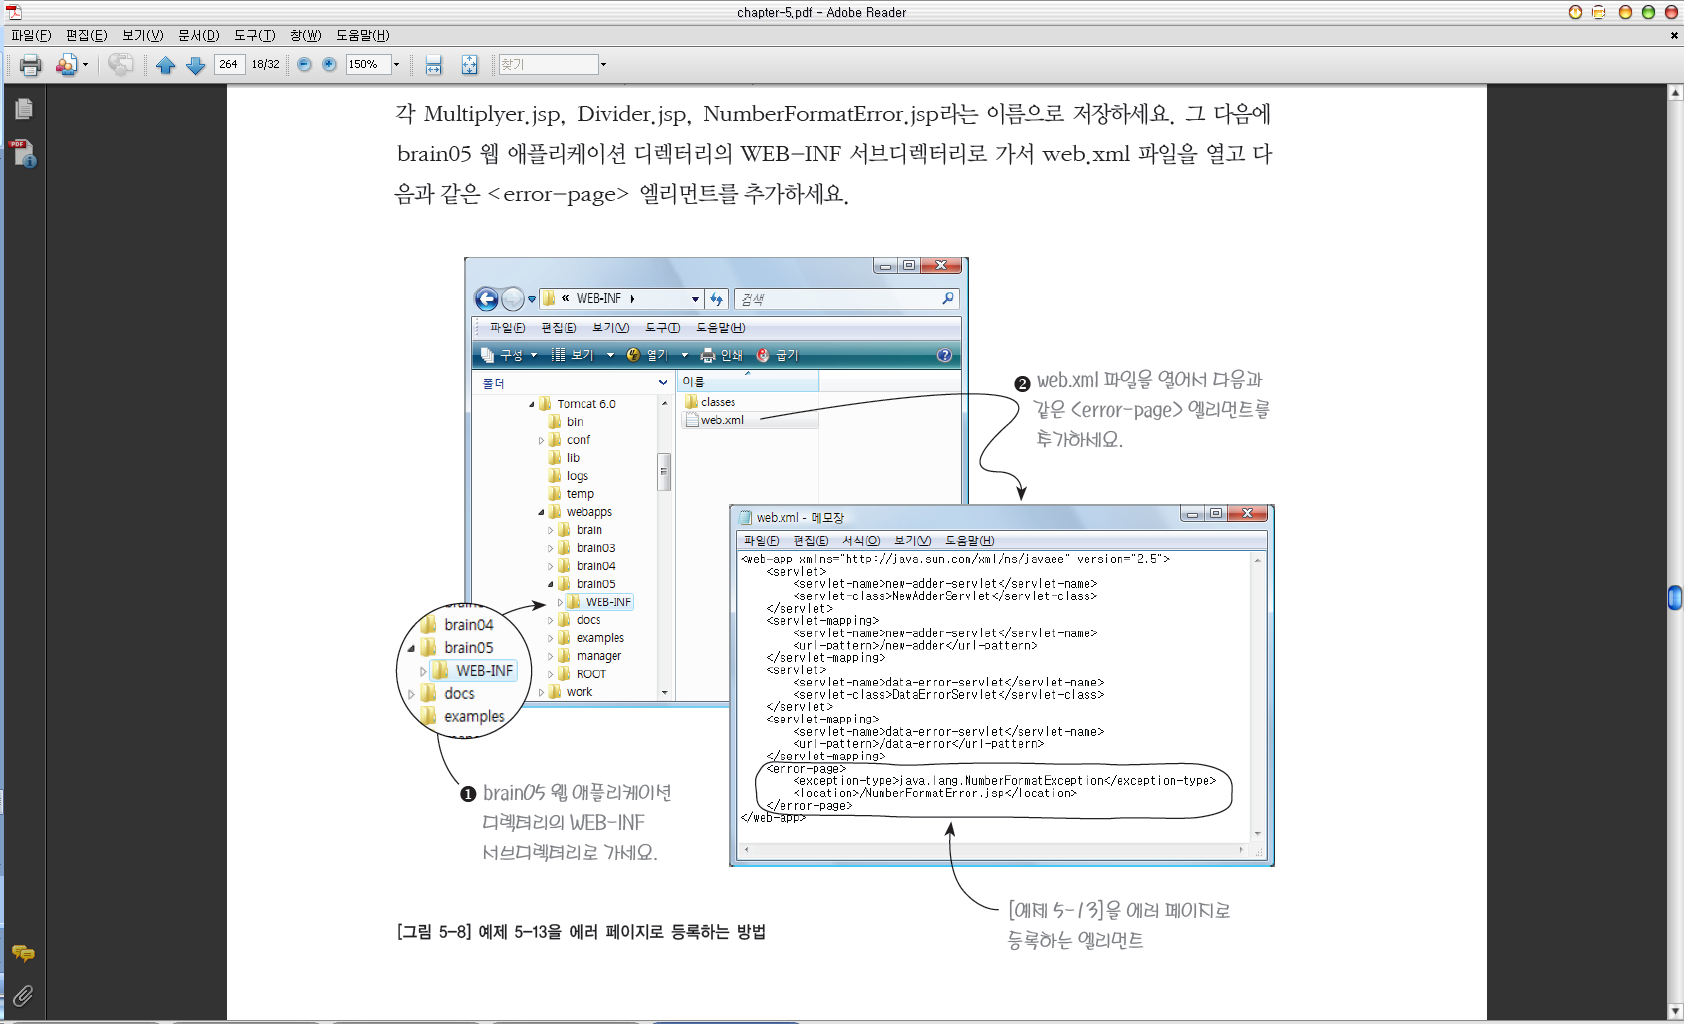 chapter-5.pdf - Adobe Reader
파일(F) 편집(E) 보기(V) 문서(D) 도구(T) 창(W) 도움말(H)
264 18/32 150% 찾기
각 Multiplyer.jsp, Divider.jsp, NumberFormatError.jsp라는 이름으로 저장하세요. 그 다음에
brain05 웹 애플리케이션 디렉터리의 WEB-INF 서브디렉터리로 가서 web.xml 파일을 열고 다
음과 같은 <error-page> 엘리먼트를 추가하세요.
« WEB-INF 검색
파일(F) 편집(E) 보기(V) 도구(T) 도움말(H)
구성 보기 열기 인쇄 굽기
폴더
Tomcat 6.0
bin
conf
lib
logs
temp
webapps
brain
brain03
brain04
brain05
WEB-INF
docs
examples
manager
ROOT
work
이름
classes
web.xml
❷ web.xml 파일을 열어서 다음과
같은 <error-page> 엘리먼트를
추가하세요.
brain04
brain05
WEB-INF
docs
examples
❶ brain05 웹 애플리케이션
디렉터리의 WEB-INF
서브디렉터리로 가세요.
web.xml - 메모장
파일(F) 편집(E) 서식(O) 보기(V) 도움말(H)
<web-app xmlns="http://java.sun.com/xml/ns/javaee" version="2.5">
<servlet>
<servlet-name>new-adder-servlet</servlet-name>
<servlet-class>NewAdderServlet</servlet-class>
</servlet>
<servlet-mapping>
<servlet-name>new-adder-servlet</servlet-name>
<url-pattern>/new-adder</url-pattern>
</servlet-mapping>
<servlet>
<servlet-name>data-error-servlet</servlet-name>
<servlet-class>DataErrorServlet</servlet-class>
</servlet>
<servlet-mapping>
<servlet-name>data-error-servlet</servlet-name>
<url-pattern>/data-error</url-pattern>
</servlet-mapping>
<error-page>
<exception-type>java.lang.NumberFormatException</exception-type>
<location>/NumberFormatError.jsp</location>
</error-page>
</web-app>
[예제 5-13]을 에러 페이지로
등록하는 엘리먼트
[그림 5-8] 예제 5-13을 에러 페이지로 등록하는 방법